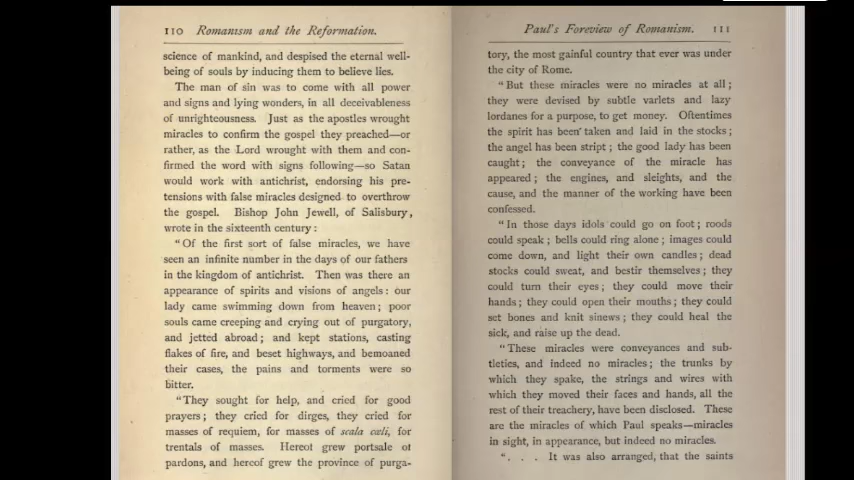 110 Romanism and the Reformation.
science of mankind, and despised the eternal well-
being of souls by inducing them to believe lies.
The man of sin was to come with all power
and signs and lying wonders, in all deceivableness
of unrighteousness. Just as the apostles wrought
miracles to confirm the gospel they preached—or
rather, as the Lord wrought with them and con-
firmed the word with signs following—so Satan
would work with antichrist, endorsing his pre-
tensions with false miracles designed to overthrow
the gospel. Bishop John Jewell, of Salisbury,
wrote in the sixteenth century :
“Of the first sort of false miracles, we have
seen an infinite number in the days of our fathers
in the kingdom of antichrist. Then was there an
appearance of spirits and visions of angels : our
lady came swimming down from heaven ; poor
souls came creeping and crying out of purgatory,
and jetted abroad ; and kept stations, casting
flakes of fire, and beset highways, and bemoaned
their cases, the pains and torments were so
bitter.
“They sought for help, and cried for good
prayers ; they cried for dirges, they cried for
masses of requiem, for masses of scala cœli, for
trentals of masses. Hereof grew portsale of
pardons, and hereof grew the province of purga-
Paul's Foreview of Romanism. 111
tory, the most gainful country that ever was under
the city of Rome.
“But these miracles were no miracles at all ;
they were devised by subtle varlets and lazy
lordanes for a purpose, to get money. Oftentimes
the spirit has been taken and laid in the stocks ;
the angel has been stript ; the good lady has been
caught ; the conveyance of the miracle has
appeared ; the engines, and sleights, and the
cause, and the manner of the working have been
confessed.
“In those days idols could go on foot ; roods
could speak ; bells could ring alone ; images could
come down, and light their own candles ; dead
stocks could sweat, and bestir themselves ; they
could turn their eyes ; they could move their
hands ; they could open their mouths ; they could
set bones and knit sinews ; they could heal the
sick, and raise up the dead.
“These miracles were conveyances and sub-
tleties, and indeed no miracles ; the trunks by
which they spake, the strings and wires with
which they moved their faces and hands, all the
rest of their treachery, have been disclosed. These
are the miracles of which Paul speaks—miracles
in sight, in appearance, but indeed no miracles.
“. . . It was also arranged, that the saints